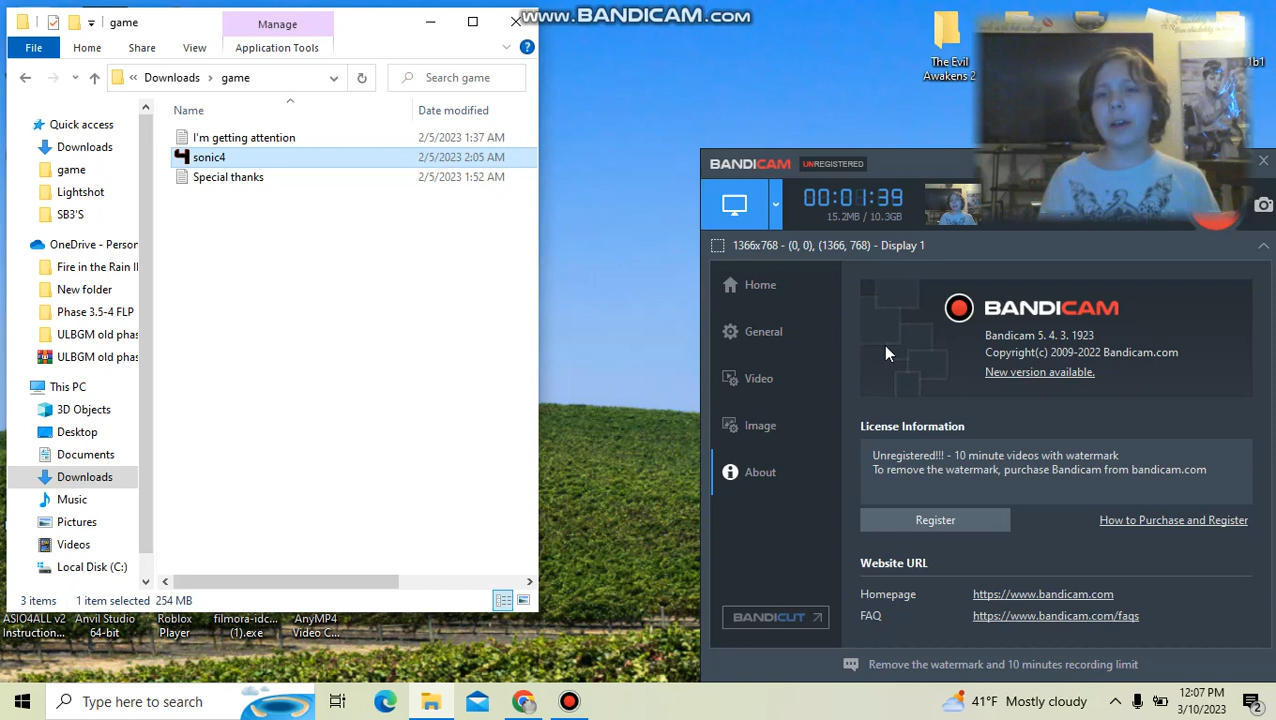 www.BANDICAM.com
game
Manage
File
Home
Share
View
Application Tools
Downloads
game
Search game
Name
Date modified
I'm getting attention
2/5/2023 1:37 AM
sonic4
2/5/2023 2:05 AM
Special thanks
2/5/2023 1:52 AM
Quick access
Downloads
game
Lightshot
SB3'S
OneDrive - Person
Fire in the Rain II
New folder
Phase 3.5-4 FLP
ULBGM old phas
ULBGM old phas
This PC
3D Objects
Desktop
Documents
Downloads
Music
Pictures
Videos
Local Disk (C:)
3 items
1 item selected
254 MB
The Evil
Awakens 2
1b1
BANDICAM
UNREGISTERED
00:01:39
15.2MB / 10.3GB
1366x768 - (0, 0), (1366, 768) - Display 1
Home
General
Video
Image
About
BANDICUT
BANDICAM
Bandicam 5. 4. 3. 1923
Copyright(c) 2009-2022 Bandicam.com
New version available.
License Information
Unregistered!!! - 10 minute videos with watermark
To remove the watermark, purchase Bandicam from bandicam.com
Register
How to Purchase and Register
Website URL
Homepage
https://www.bandicam.com
FAQ
https://www.bandicam.com/faqs
Remove the watermark and 10 minutes recording limit
ASIO4ALL v2
Instruction...
Anvil Studio
64-bit
Roblox
Player
filmora-idc...
(1).exe
AnyMP4
Video C...
Type here to search
41°F Mostly cloudy
12:07 PM
3/10/2023
2